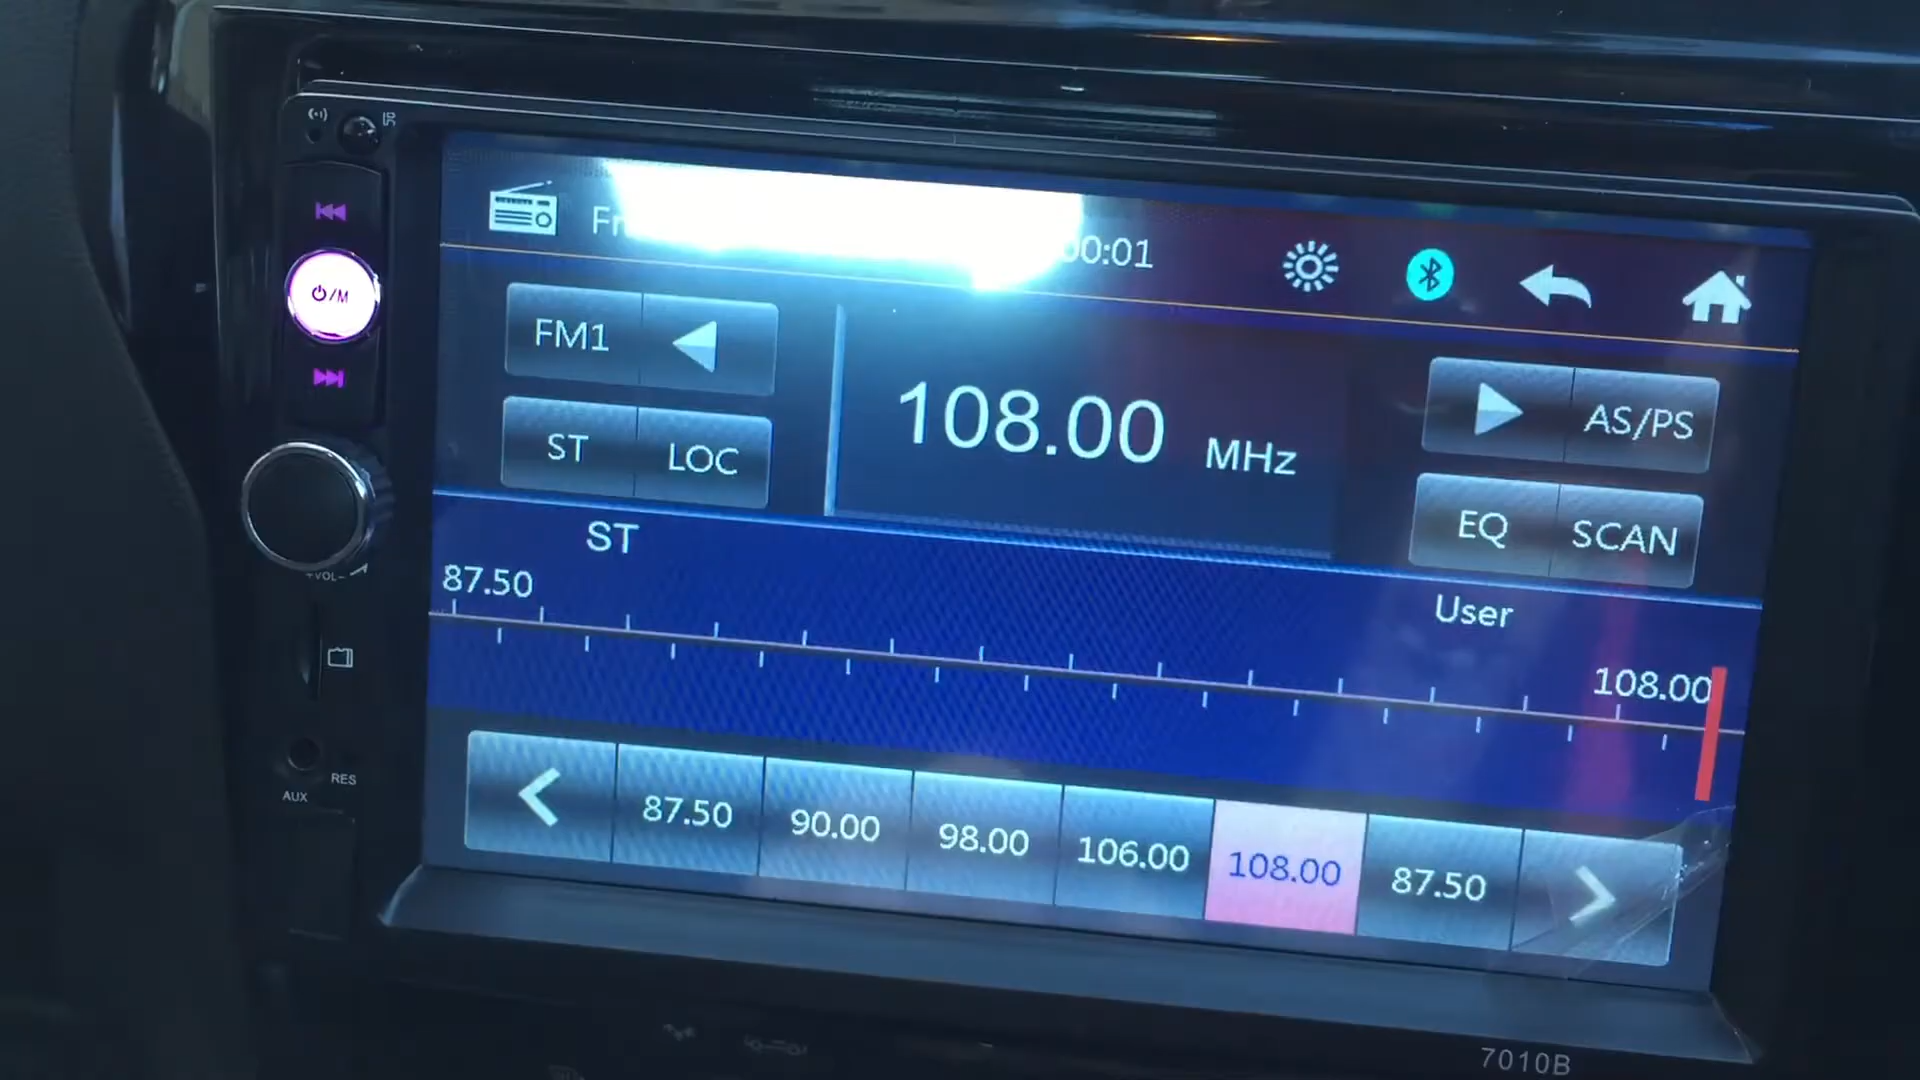 00:01
FM1
108.00 MHz
AS/PS
ST LOC
EQ SCAN
ST
87.50
User
108.00
87.50 90.00 98.00 106.00 108.00 87.50
⏻/M
VOL
RES
AUX
7010B